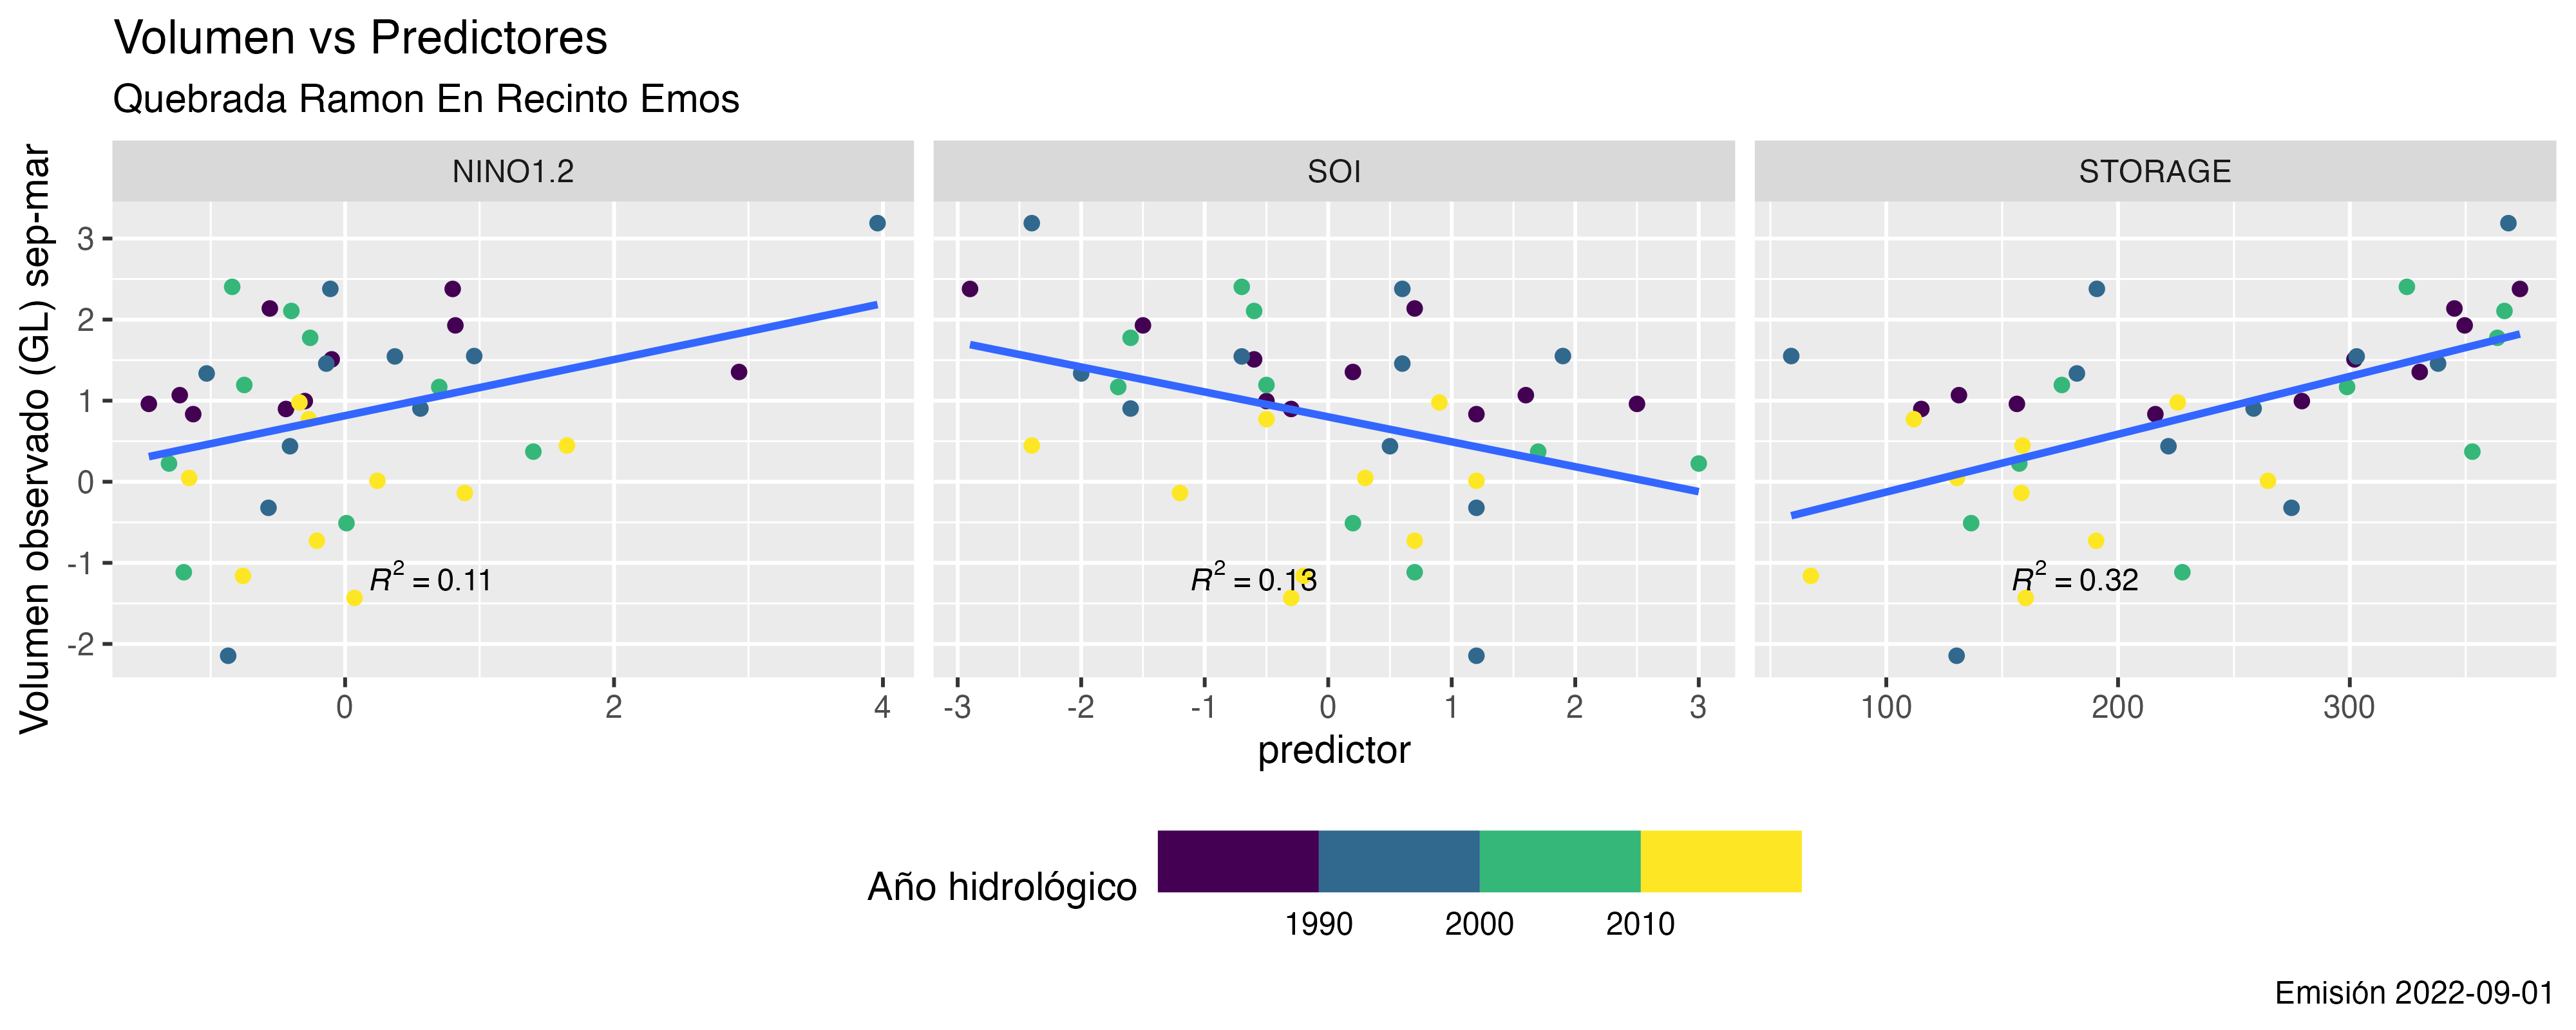 Volumen vs Predictores
Quebrada Ramon En Recinto Emos
NINO1.2
SOI
STORAGE
Volumen observado (GL) sep-mar
3
2
1
0
-1
-2
R² = 0.11
R² = 0.13
R² = 0.32
0 2 4
-3 -2 -1 0 1 2 3
100 200 300
predictor
Año hidrológico
1990 2000 2010
Emisión 2022-09-01